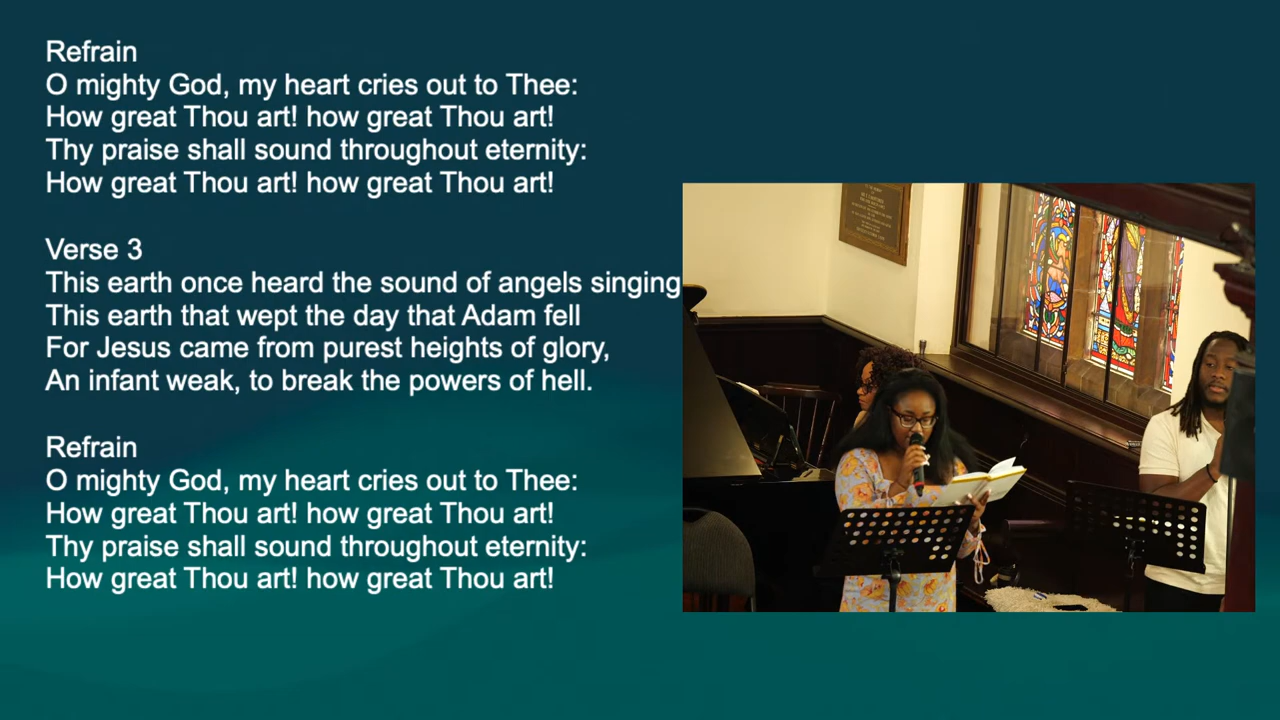 Refrain
O mighty God, my heart cries out to Thee:
How great Thou art! how great Thou art!
Thy praise shall sound throughout eternity:
How great Thou art! how great Thou art!
Verse 3
This earth once heard the sound of angels singing
This earth that wept the day that Adam fell
For Jesus came from purest heights of glory,
An infant weak, to break the powers of hell.
Refrain
O mighty God, my heart cries out to Thee:
How great Thou art! how great Thou art!
Thy praise shall sound throughout eternity:
How great Thou art! how great Thou art!